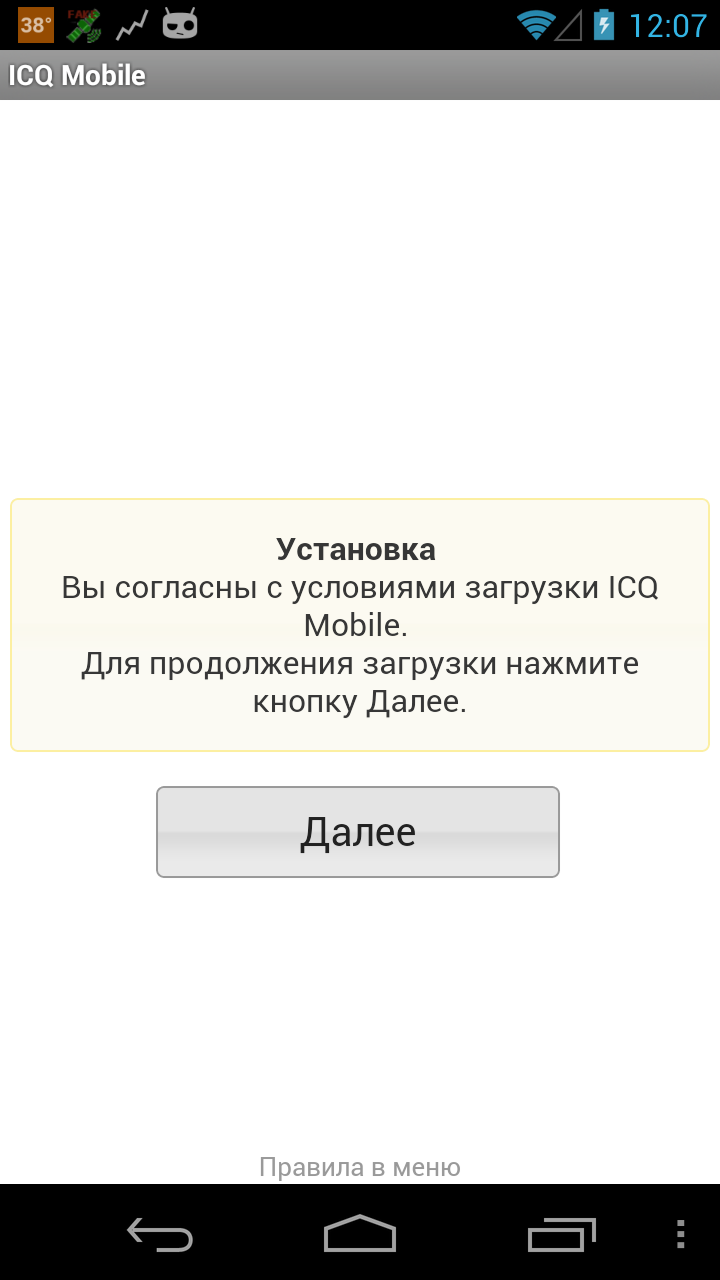 38°
FAKE
12:07
ICQ Mobile
Установка
Вы согласны с условиями загрузки ICQ
Mobile.
Для продолжения загрузки нажмите
кнопку Далее.
Далее
Правила в меню